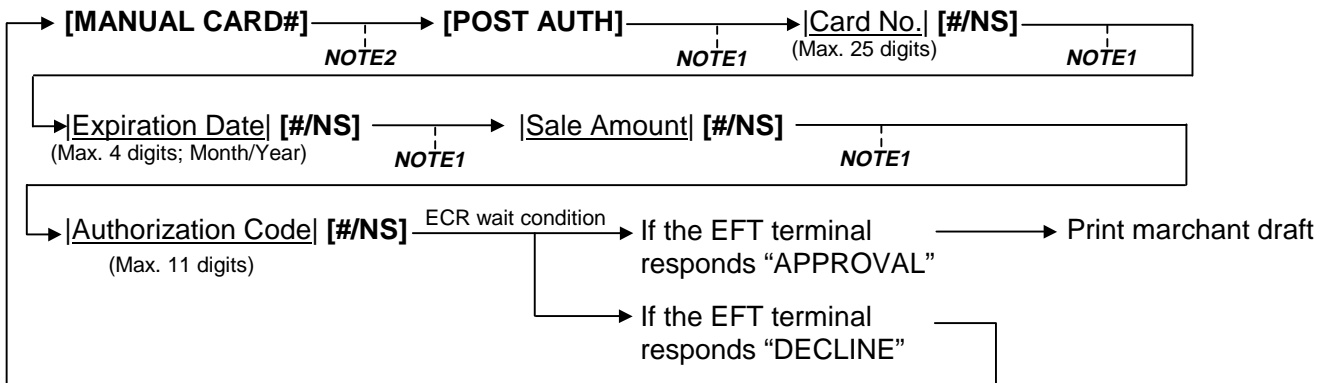 [MANUAL CARD#] [POST AUTH] |Card No.| [#/NS]
(Max. 25 digits)
NOTE2 NOTE1 NOTE1
|Expiration Date| [#/NS] |Sale Amount| [#/NS]
(Max. 4 digits; Month/Year)
NOTE1 NOTE1
|Authorization Code| [#/NS] ECR wait condition If the EFT terminal Print marchant draft
(Max. 11 digits) responds “APPROVAL”
If the EFT terminal
responds “DECLINE”